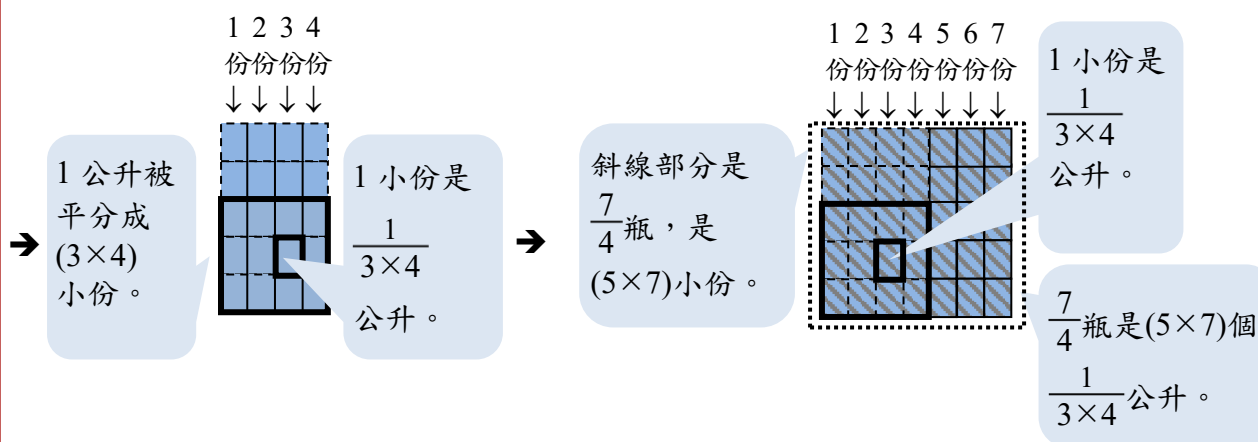 1 2 3 4
份份份份
↓ ↓ ↓ ↓
➔
1 公升被
平分成
(3×4)
小份。
1 小份是
1
3×4
公升。
➔
1 2 3 4 5 6 7
份份份份份份份
↓ ↓ ↓ ↓ ↓ ↓ ↓
斜線部分是
7
4
瓶，是
(5×7)小份。
1 小份是
1
3×4
公升。
7
4
瓶是(5×7)個
1
3×4
公升。